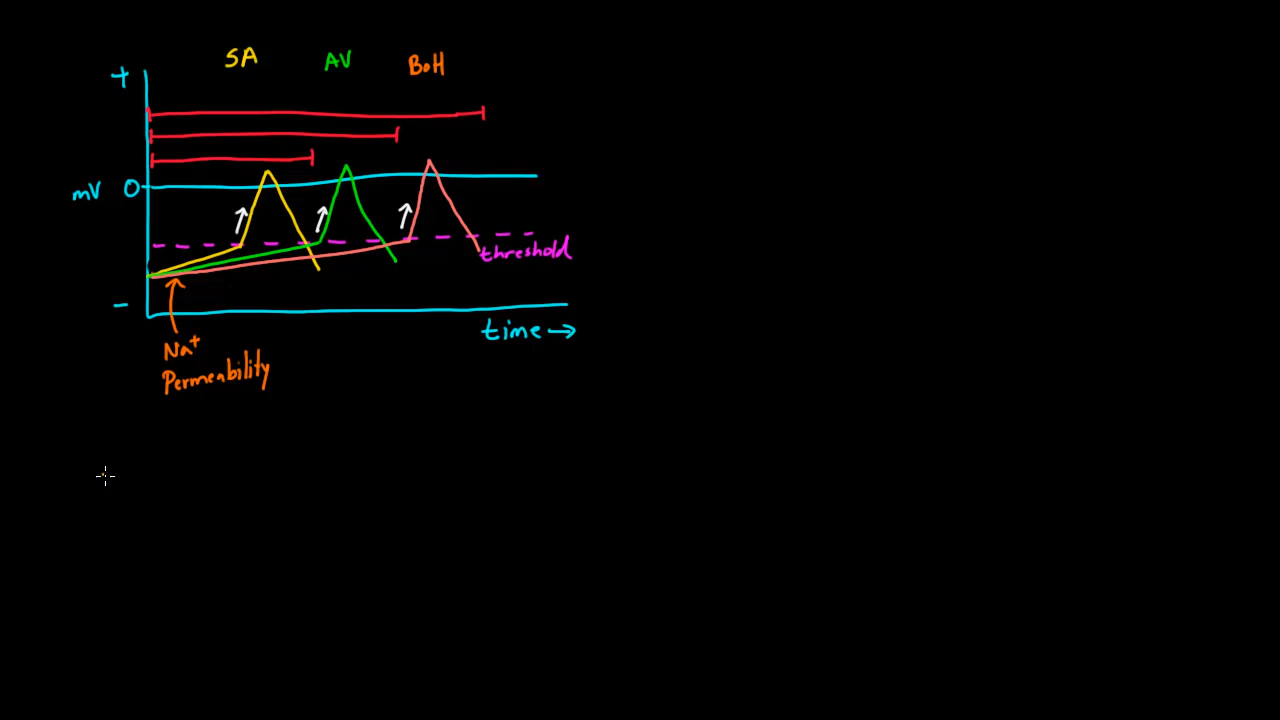 SA AV BOH
+
mV 0
threshold
-
time →
Na+
Permeability